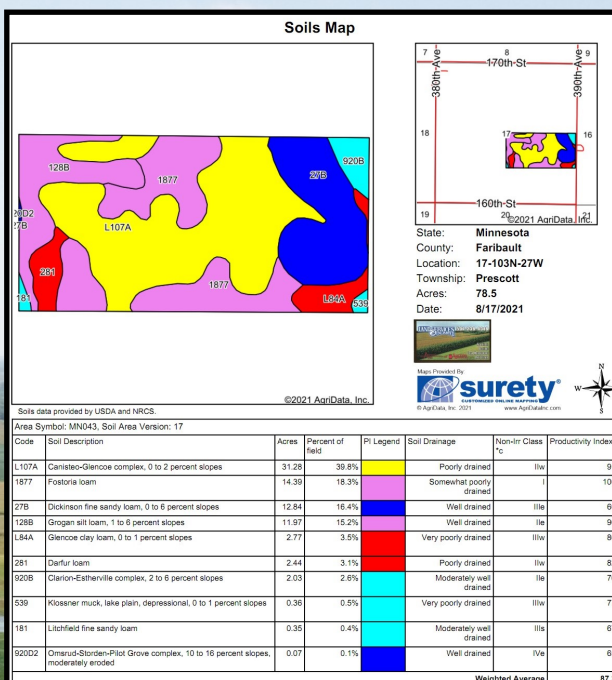 Soils Map
128B
1877
27B
920B
L107A
281
181
1877
L84A
539
7
8
9
170th-St
380th-Ave
390th-Ave
18
17
16
160th-St
19
20
21
©2021 AgriData, Inc.
State: Minnesota
County: Faribault
Location: 17-103N-27W
Township: Prescott
Acres: 78.5
Date: 8/17/2021
Maps Provided By
surety®
CUSTOMIZED ONLINE MAPPING
© AgriData, Inc. 2021 www.AgriDataInc.com
N
W
S
©2021 AgriData, Inc.
Soils data provided by USDA and NRCS.
Area Symbol: MN043, Soil Area Version: 17
Code Soil Description Acres Percent of field PI Legend Soil Drainage Non-Irr Class *c Productivity Index
L107A Canisteo-Glencoe complex, 0 to 2 percent slopes 31.28 39.8% Poorly drained IIw
1877 Fostoria loam 14.39 18.3% Somewhat poorly drained I
27B Dickinson fine sandy loam, 0 to 6 percent slopes 12.84 16.4% Well drained IIIe
128B Grogan silt loam, 1 to 6 percent slopes 11.97 15.2% Well drained IIe
L84A Glencoe clay loam, 0 to 1 percent slopes 2.77 3.5% Very poorly drained IIIw
281 Darfur loam 2.44 3.1% Poorly drained IIw
920B Clarion-Estherville complex, 2 to 6 percent slopes 2.03 2.6% Moderately well drained IIe
539 Klossner muck, lake plain, depressional, 0 to 1 percent slopes 0.36 0.5% Very poorly drained IIIw
181 Litchfield fine sandy loam 0.35 0.4% Moderately well drained IIIs
920D2 Omsrud-Storden-Pilot Grove complex, 10 to 16 percent slopes, moderately eroded 0.07 0.1% Well drained IVe
Weighted Average 87